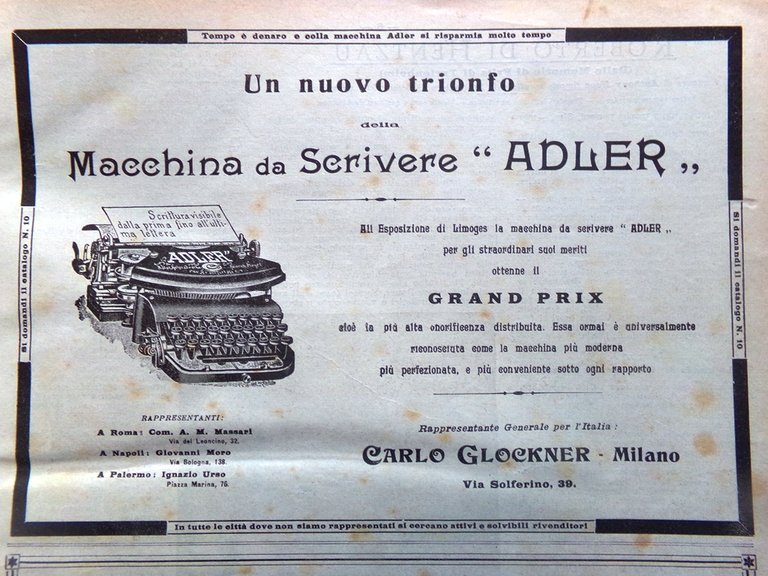 Tempo è denaro e colla macchina Adler si risparmia molto tempo
Un nuovo trionfo
della
Macchina da Scrivere “ ADLER „
Scrittura visibile
dalla prima fino all'ulti-
ma lettera
ADLER
All Esposizione di Limoges la macchina da scrivere “ ADLER „
per gli straordinari suoi meriti
ottenne il
GRAND PRIX
cioè la più alta onorificenza distribuita. Essa ormai è universalmente
riconosciuta come la macchina più moderna
più perfezionata, e più conveniente sotto ogni rapporto
RAPPRESENTANTI:
A Roma: Com. A. M. Massari
Via del Leoncino, 32.
A Napoli: Giovanni Moro
Via Bologna, 138.
A Palermo: Ignazio Urso
Piazza Marina, 76.
Rappresentante Generale per l'Italia:
CARLO GLOCKNER - Milano
Via Solferino, 39.
Si domandi il catalogo N. 10
Si domandi il catalogo N. 10
In tutte le città dove non siamo rappresentati si cercano attivi e solvibili rivenditori